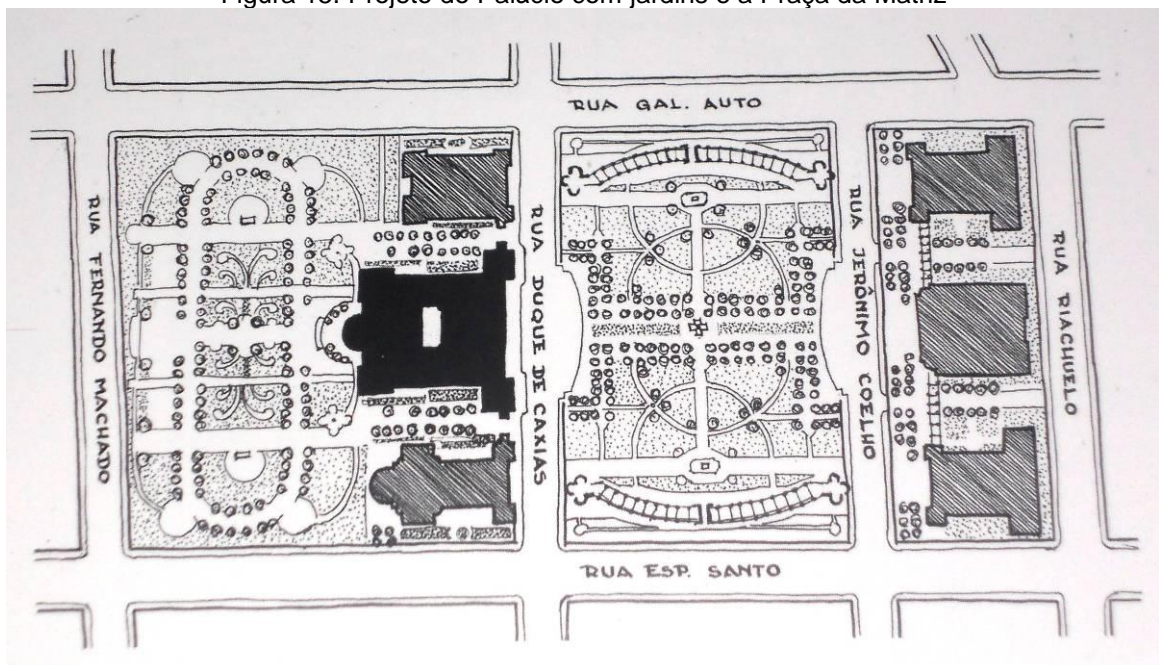 Figura 18: Projeto do Palácio com jardins e a Praça da Matriz
RUA GAL. AUTO
RUA FERNANDO MACHADO
RUA DUQUE DE CAXIAS
RUA JERÔNIMO COELHO
RUA RIACHUELO
RUA ESP. SANTO